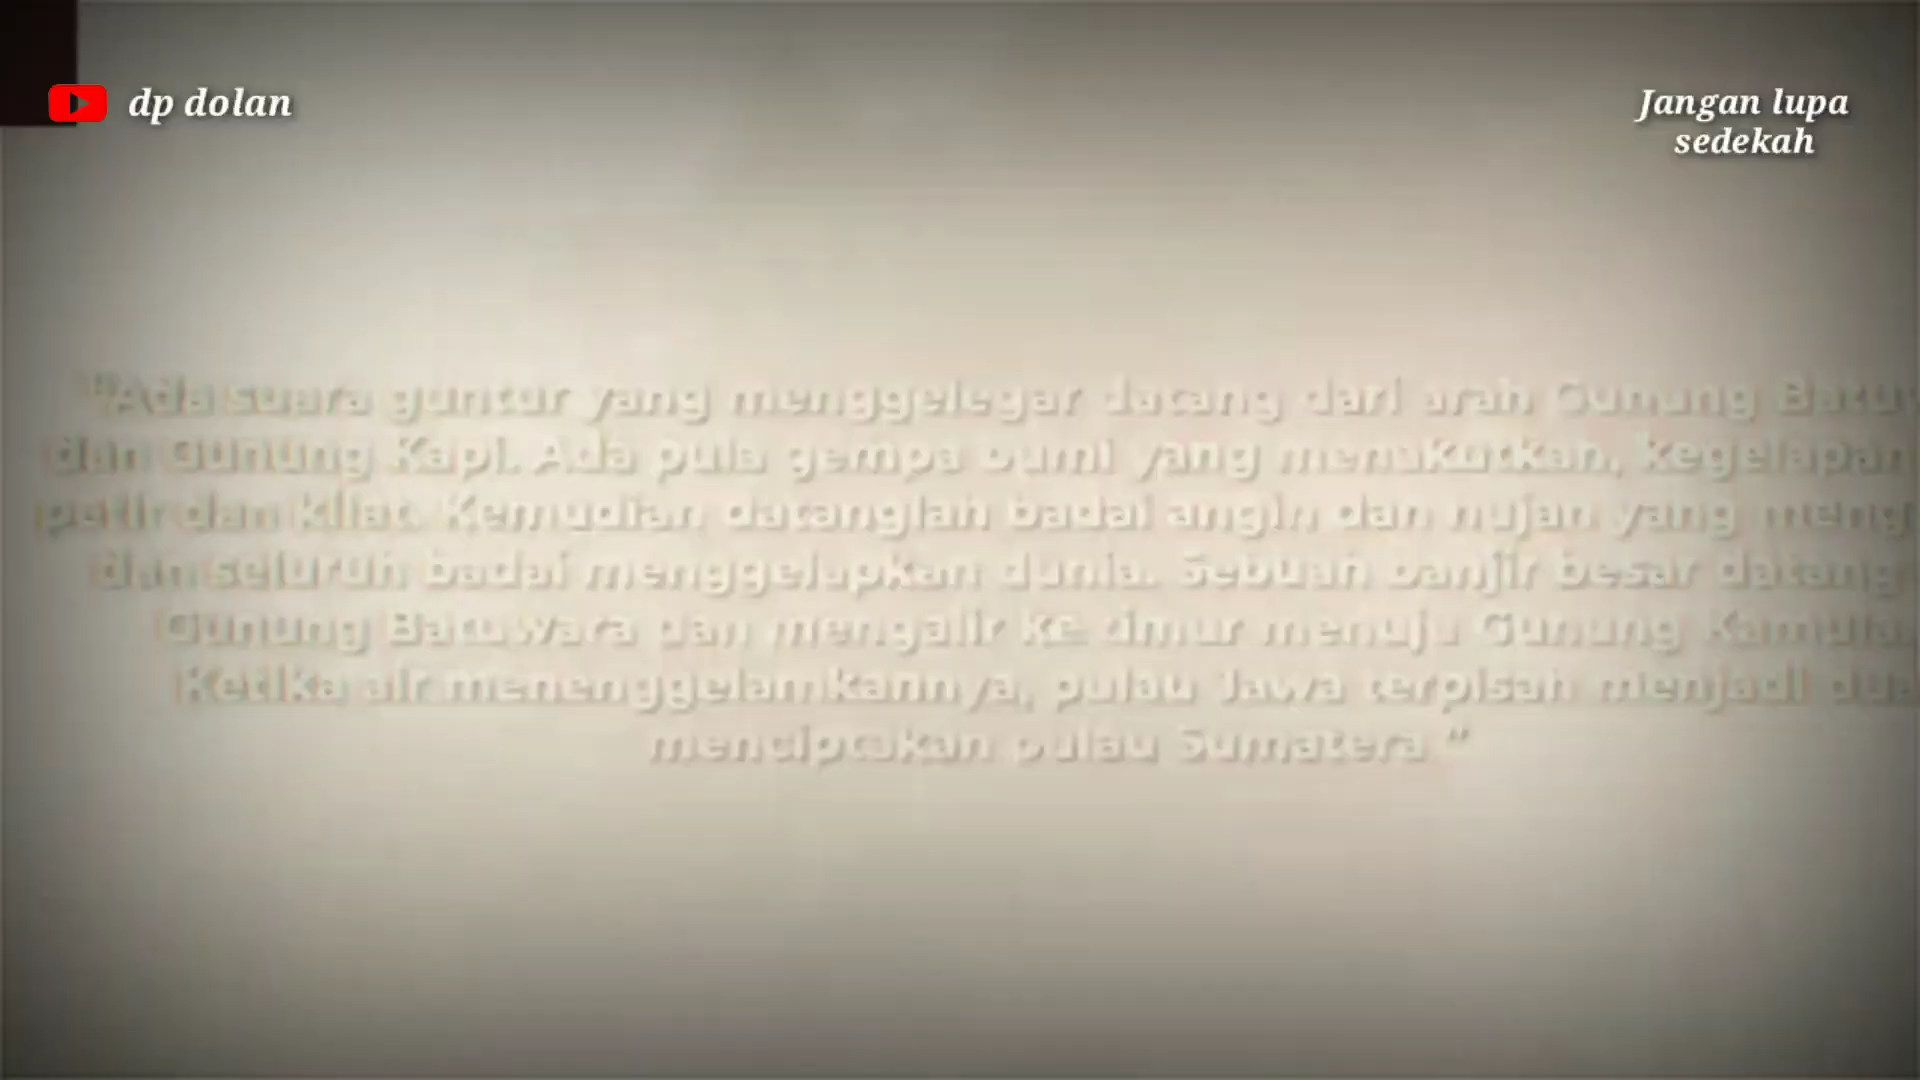 dp dolan
Jangan lupa
sedekah
"Ada suara guntur yang menggelegar datang dari arah Gunung
dan Gunung Kapi. Ada pula gempa bumi yang menakutkan, kegelapan
petir dan kilat. Kemudian datanglah badai angin dan hujan yang
dan seluruh badai menggelapkan dunia. Sebuah banjir besar datang
Gunung Batuwara dan mengalir ke timur menuju Gunung Kamula.
Ketika air menenggelamkannya, pulau Jawa terpisah menjadi
menciptakan pulau Sumatera."